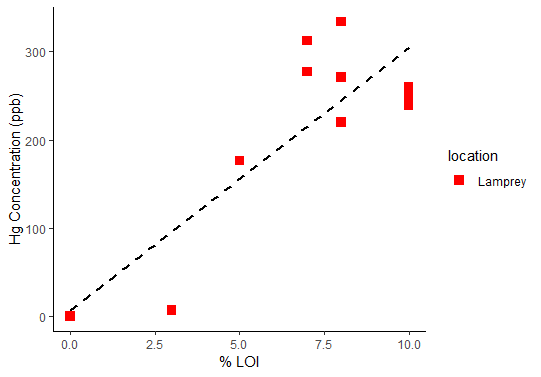 Hg Concentration (ppb)
300
200
100
0
0.0 2.5 5.0 7.5 10.0
% LOI
location
Lamprey